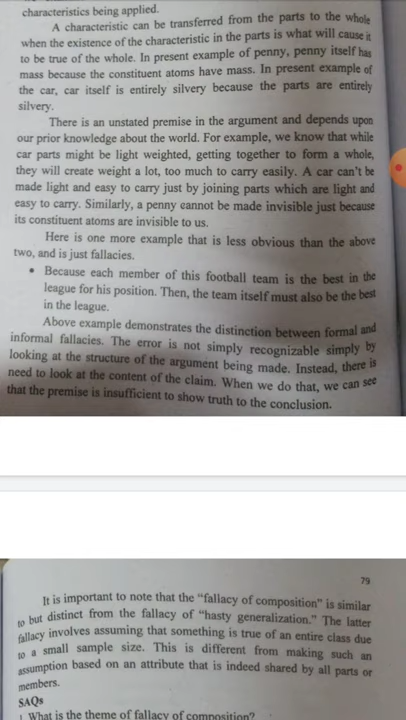 characteristics being applied.
A characteristic can be transferred from the parts to the whole
when the existence of the characteristic in the parts is what will cause it
to be true of the whole. In present example of penny, penny itself has
mass because the constituent atoms have mass. In present example of
the car, car itself is entirely silvery because the parts are entirely
silvery.
There is an unstated premise in the argument and depends upon
our prior knowledge about the world. For example, we know that while
car parts might be light weighted, getting together to form a whole,
they will create weight a lot, too much to carry easily. A car can't be
made light and easy to carry just by joining parts which are light and
easy to carry. Similarly, a penny cannot be made invisible just because
its constituent atoms are invisible to us.
Here is one more example that is less obvious than the above
two, and is just fallacies.
• Because each member of this football team is the best in the
league for his position. Then, the team itself must also be the best
in the league.
Above example demonstrates the distinction between formal and
informal fallacies. The error is not simply recognizable simply by
looking at the structure of the argument being made. Instead, there is
need to look at the content of the claim. When we do that, we can see
that the premise is insufficient to show truth to the conclusion.
79
It is important to note that the "fallacy of composition" is similar
to but distinct from the fallacy of "hasty generalization." The latter
fallacy involves assuming that something is true of an entire class due
to a small sample size. This is different from making such an
assumption based on an attribute that is indeed shared by all parts or
members.
SAQs
1. What is the theme of fallacy of composition?